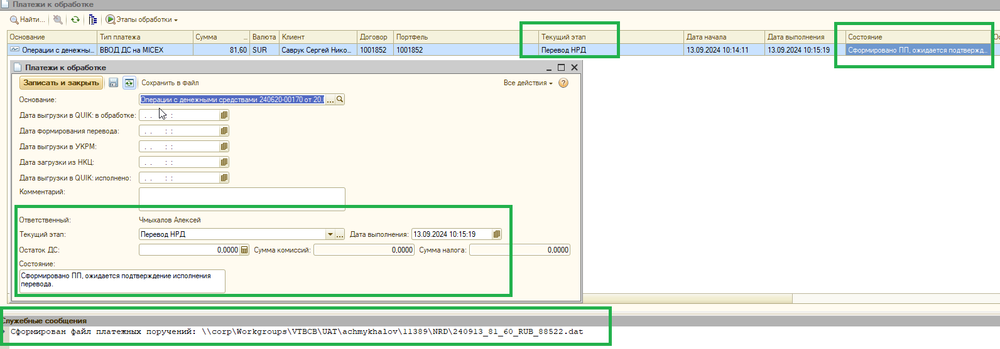 Платежи к обработке
Найти... Этапы обработки
Основание Тип платежа Сумма ... Валюта Клиент Договор Портфель Текущий этап Дата начала Дата выполнения Состояние
Операции с денежны... ВВОД ДС на MICEX 81,60 SUR Саврук Сергей Нико... 1001852 1001852 Перевод НРД 13.09.2024 10:14:11 13.09.2024 10:15:19 Сформировано ПП, ожидается подтвержд...
Платежи к обработке
Записать и закрыть Сохранить в файл Все действия ?
Основание: Операции с денежными средствами 240620-00170 от 20. ...
Дата выгрузки в QUIK: в обработке: . . : :
Дата формирования перевода: . . : :
Дата выгрузки в УКРМ: . . : :
Дата загрузки из НКЦ: . . : :
Дата выгрузки в QUIK: исполнено: . . : :
Комментарий:
Ответственный: Чмыхалов Алексей
Текущий этап: Перевод НРД ... Дата выполнения: 13.09.2024 10:15:19
Остаток ДС: 0,0000 Сумма комиссий: 0,0000 Сумма налога: 0,0000
Состояние:
Сформировано ПП, ожидается подтверждение исполнения
перевода.
Служебные сообщения
Сформирован файл платежных поручений: \\corp\Workgroups\VTBCB\UAT\achmykhalov\11389\NRD\240913_81_60_RUB_88522.dat